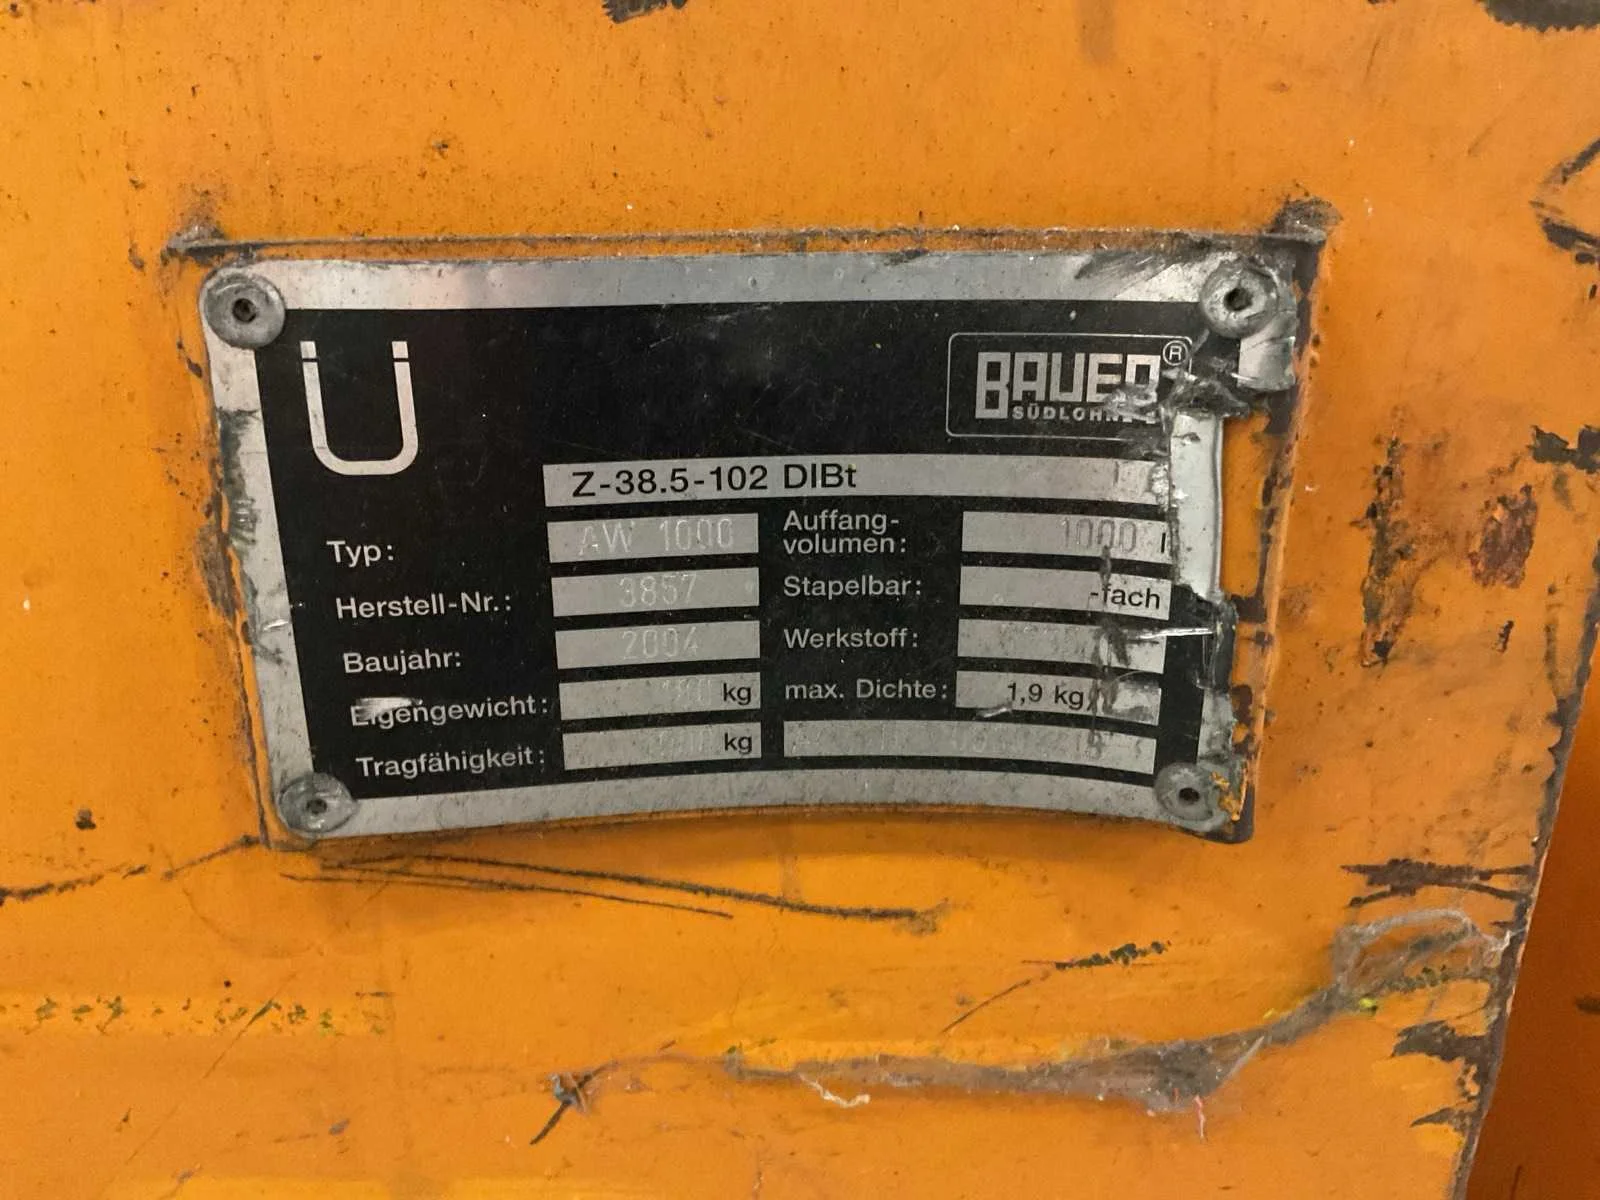 Ü
BAUER ®
SÜDLOHN
Z-38.5-102 DIBt
Typ: AW 1000
Auffang-
volumen: 1000 l
Herstell-Nr.: 3857
Stapelbar: -fach
Baujahr: 2004
Werkstoff:
Eigengewicht: kg
max. Dichte: 1,9 kg/
Tragfähigkeit: kg